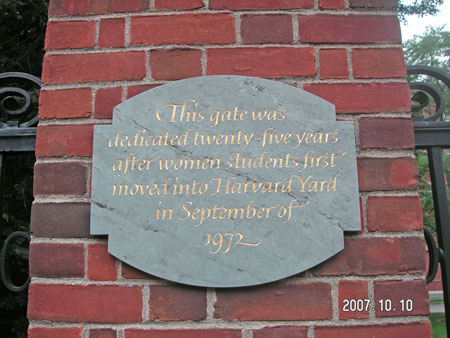 This gate was
dedicated twenty-five years
after women students first
moved into Harvard Yard
in September of
1972
2007.10.10